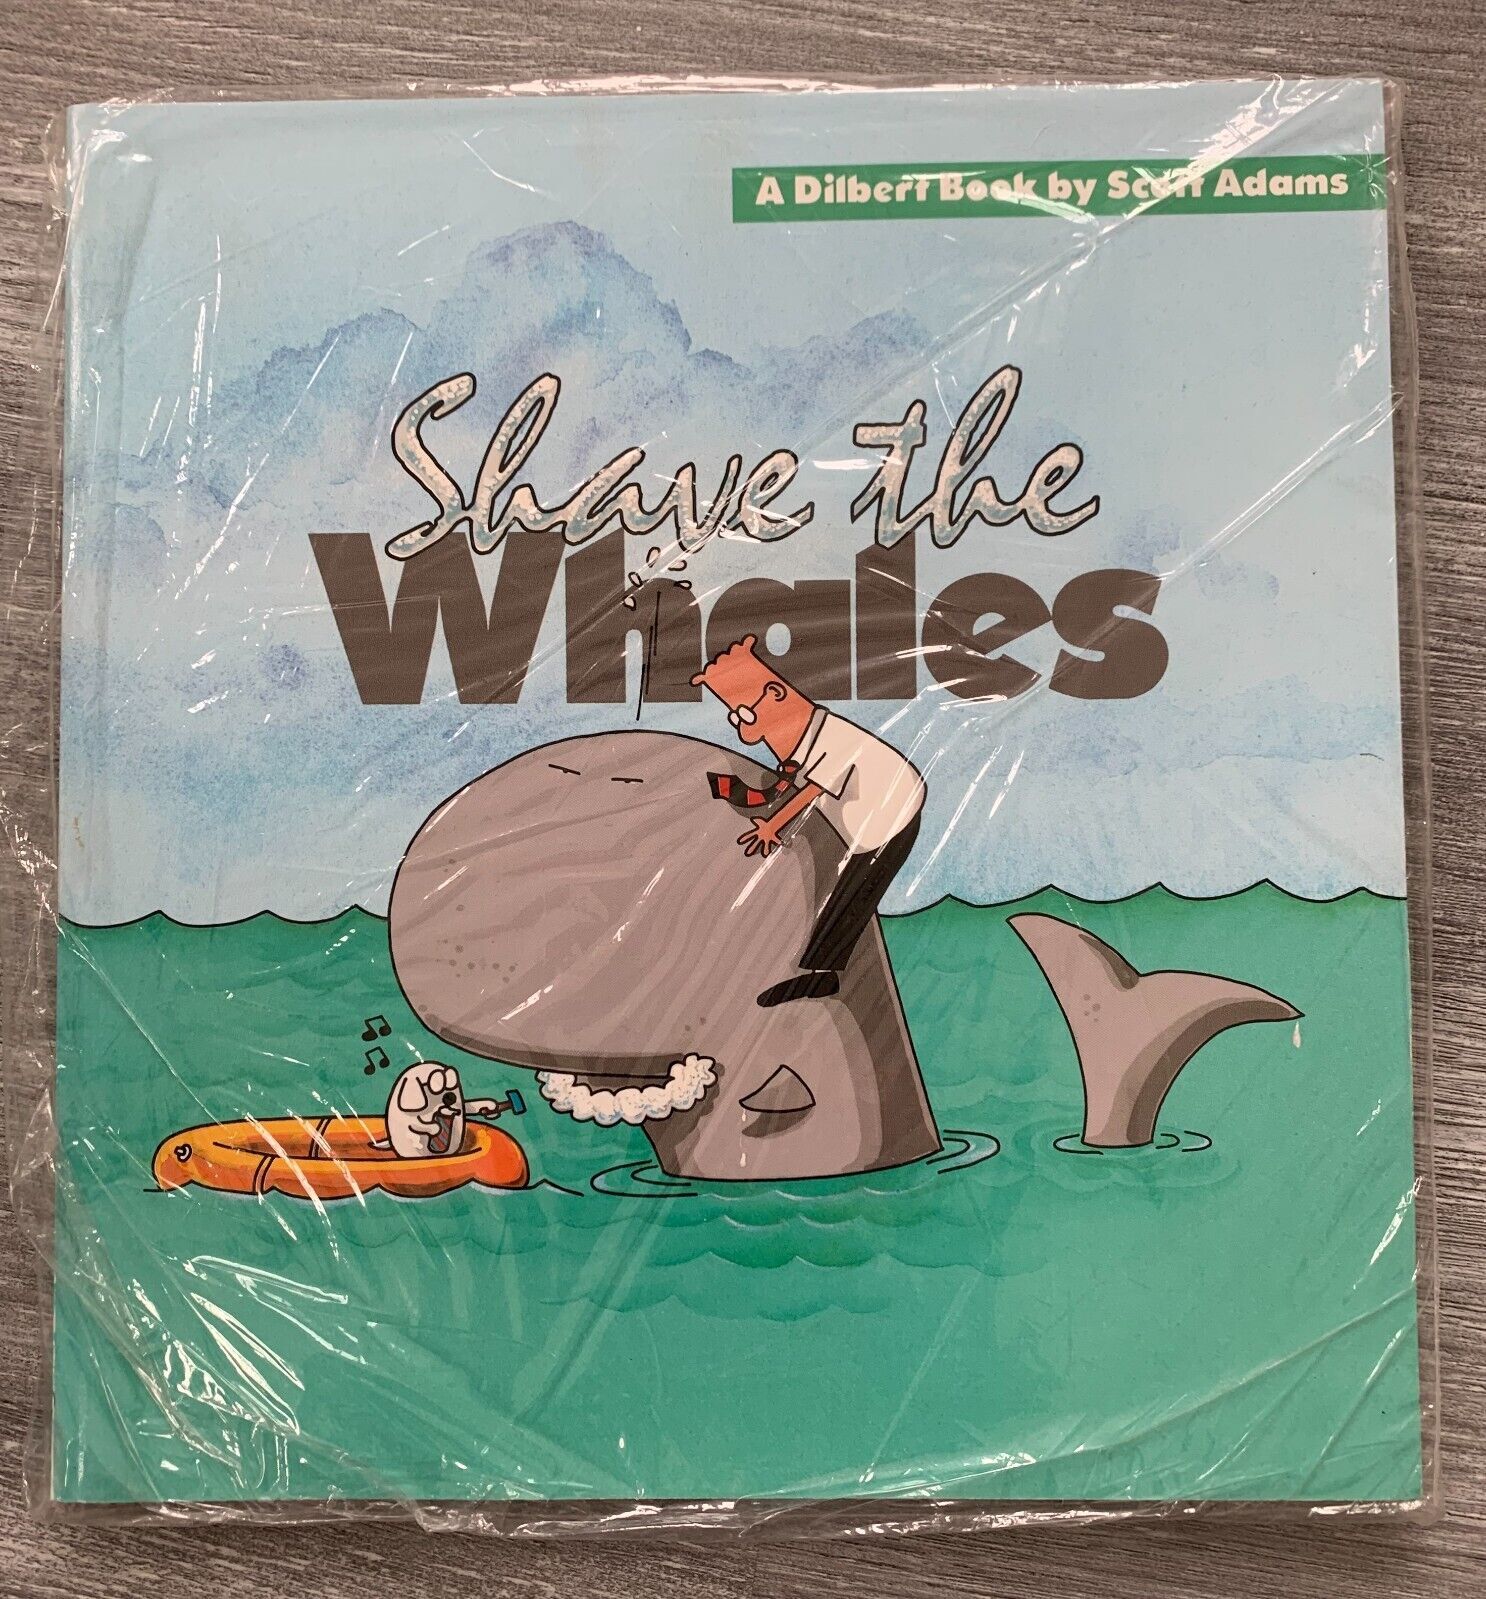 A Dilbert Book by Scott Adams
Shave the
Whales